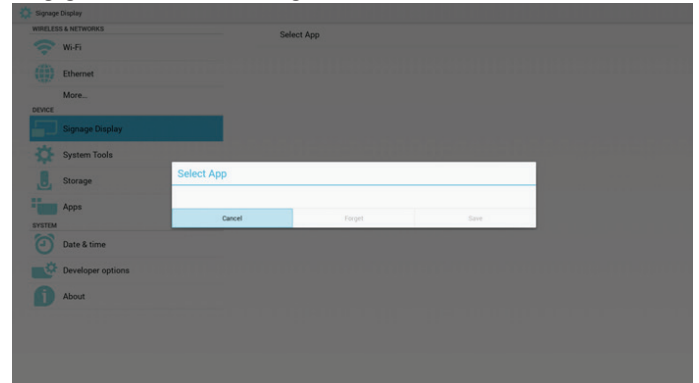 Signage Display
WIRELESS & NETWORKS
Select App
Wi-Fi
Ethernet
More...
DEVICE
Signage Display
System Tools
Storage
Apps
SYSTEM
Date & time
Developer options
About
Select App
Cancel
Forget
Save